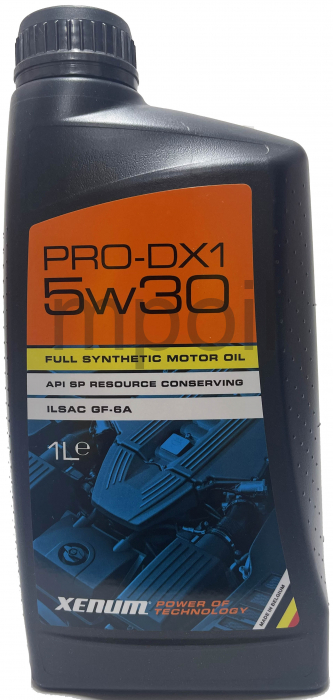 PRO-DX1
5w30
mpoil
FULL SYNTHETIC MOTOR OIL
API SP RESOURCE CONSERVING
ILSAC GF-6A
1L℮
XENUM®
POWER OF
TECHNOLOGY
MADE IN BELGIUM